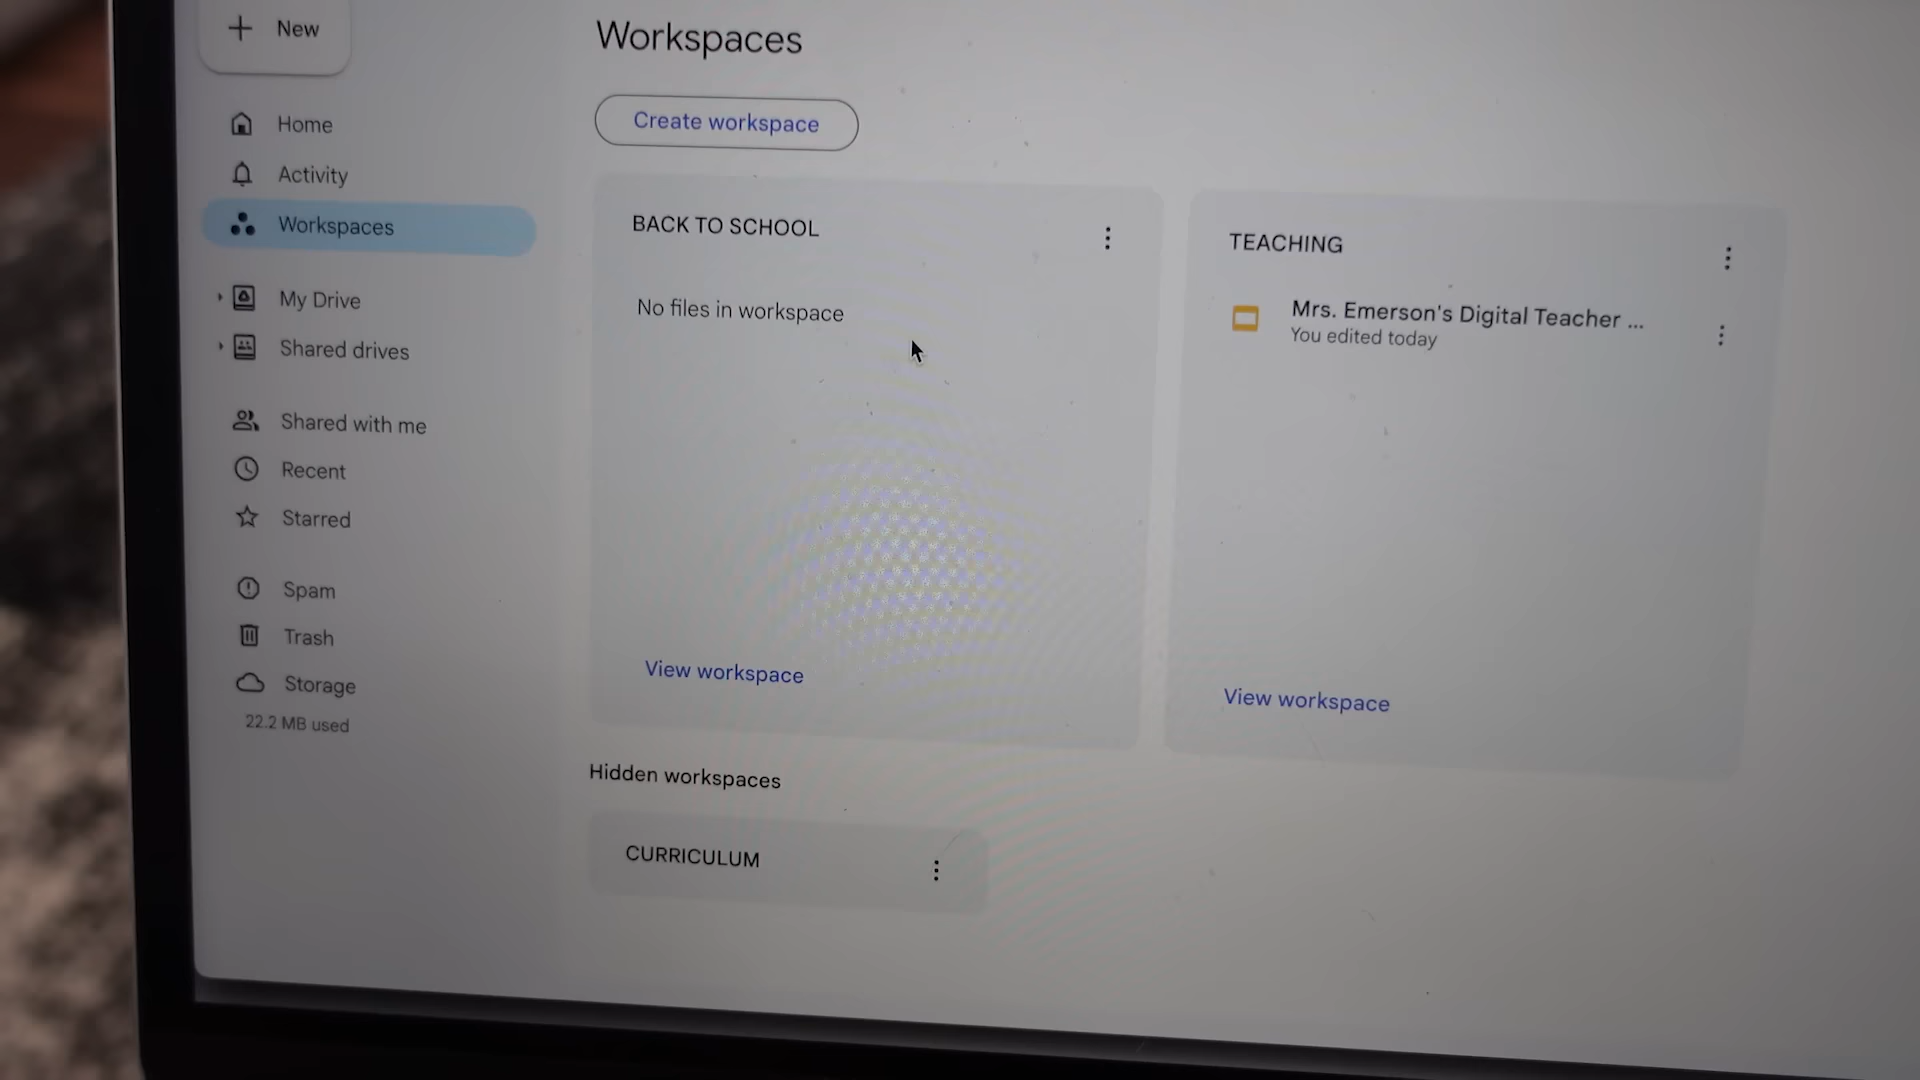 New
Home
Activity
Workspaces
My Drive
Shared drives
Shared with me
Recent
Starred
Spam
Trash
Storage
22.2 MB used
Workspaces
Create workspace
BACK TO SCHOOL
No files in workspace
View workspace
TEACHING
Mrs. Emerson's Digital Teacher ...
You edited today
View workspace
Hidden workspaces
CURRICULUM